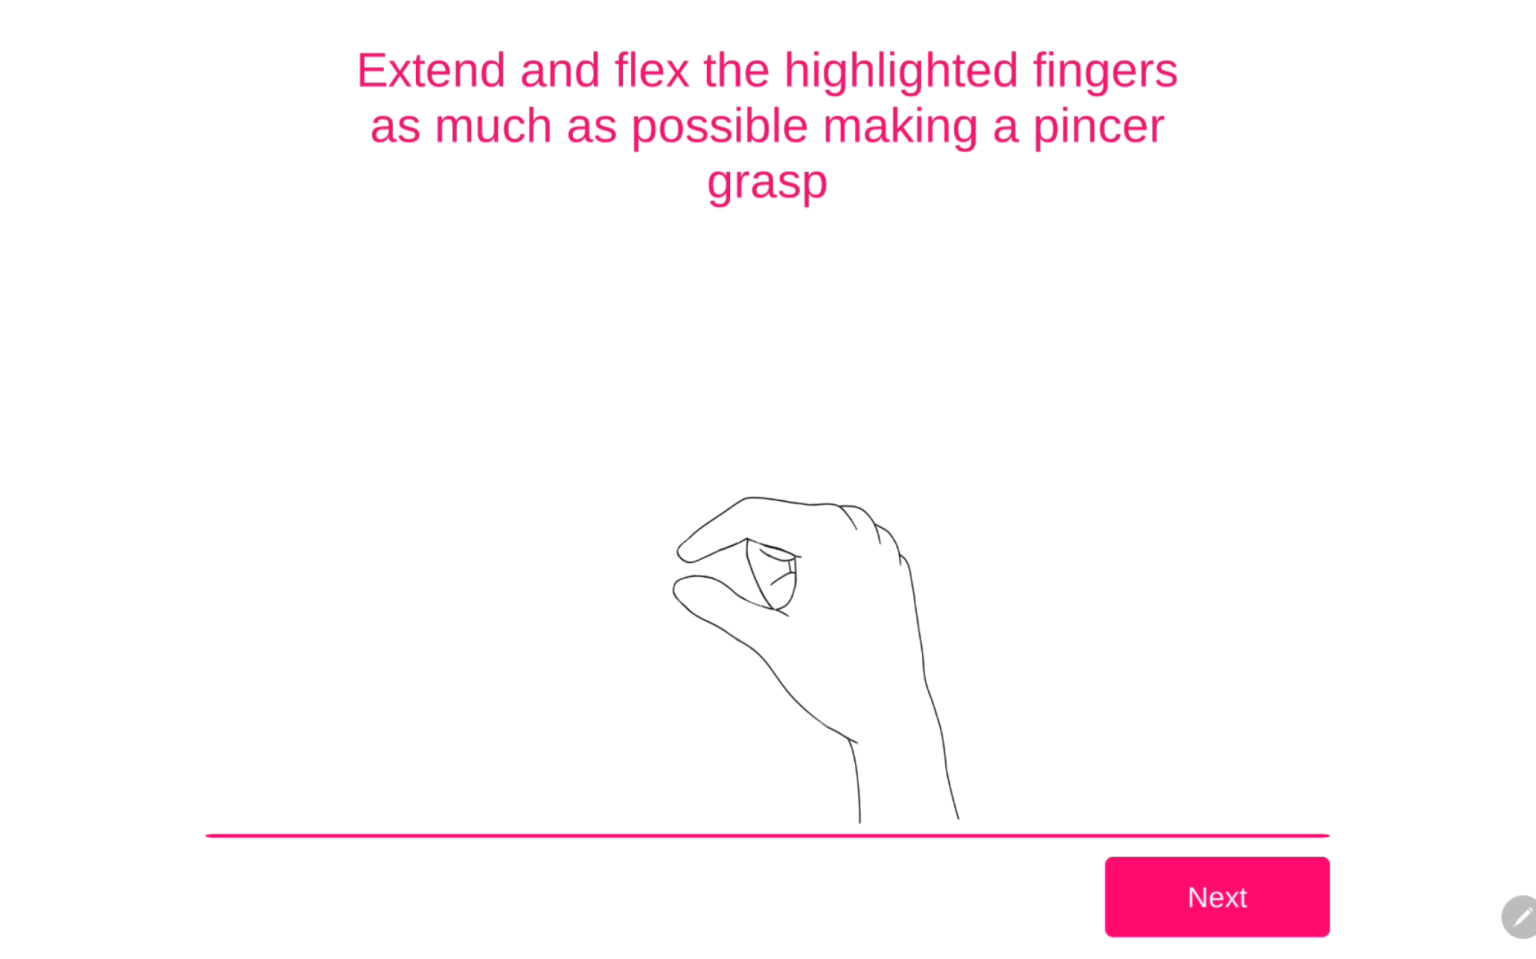 Extend and flex the highlighted fingers
as much as possible making a pincer
grasp
Next